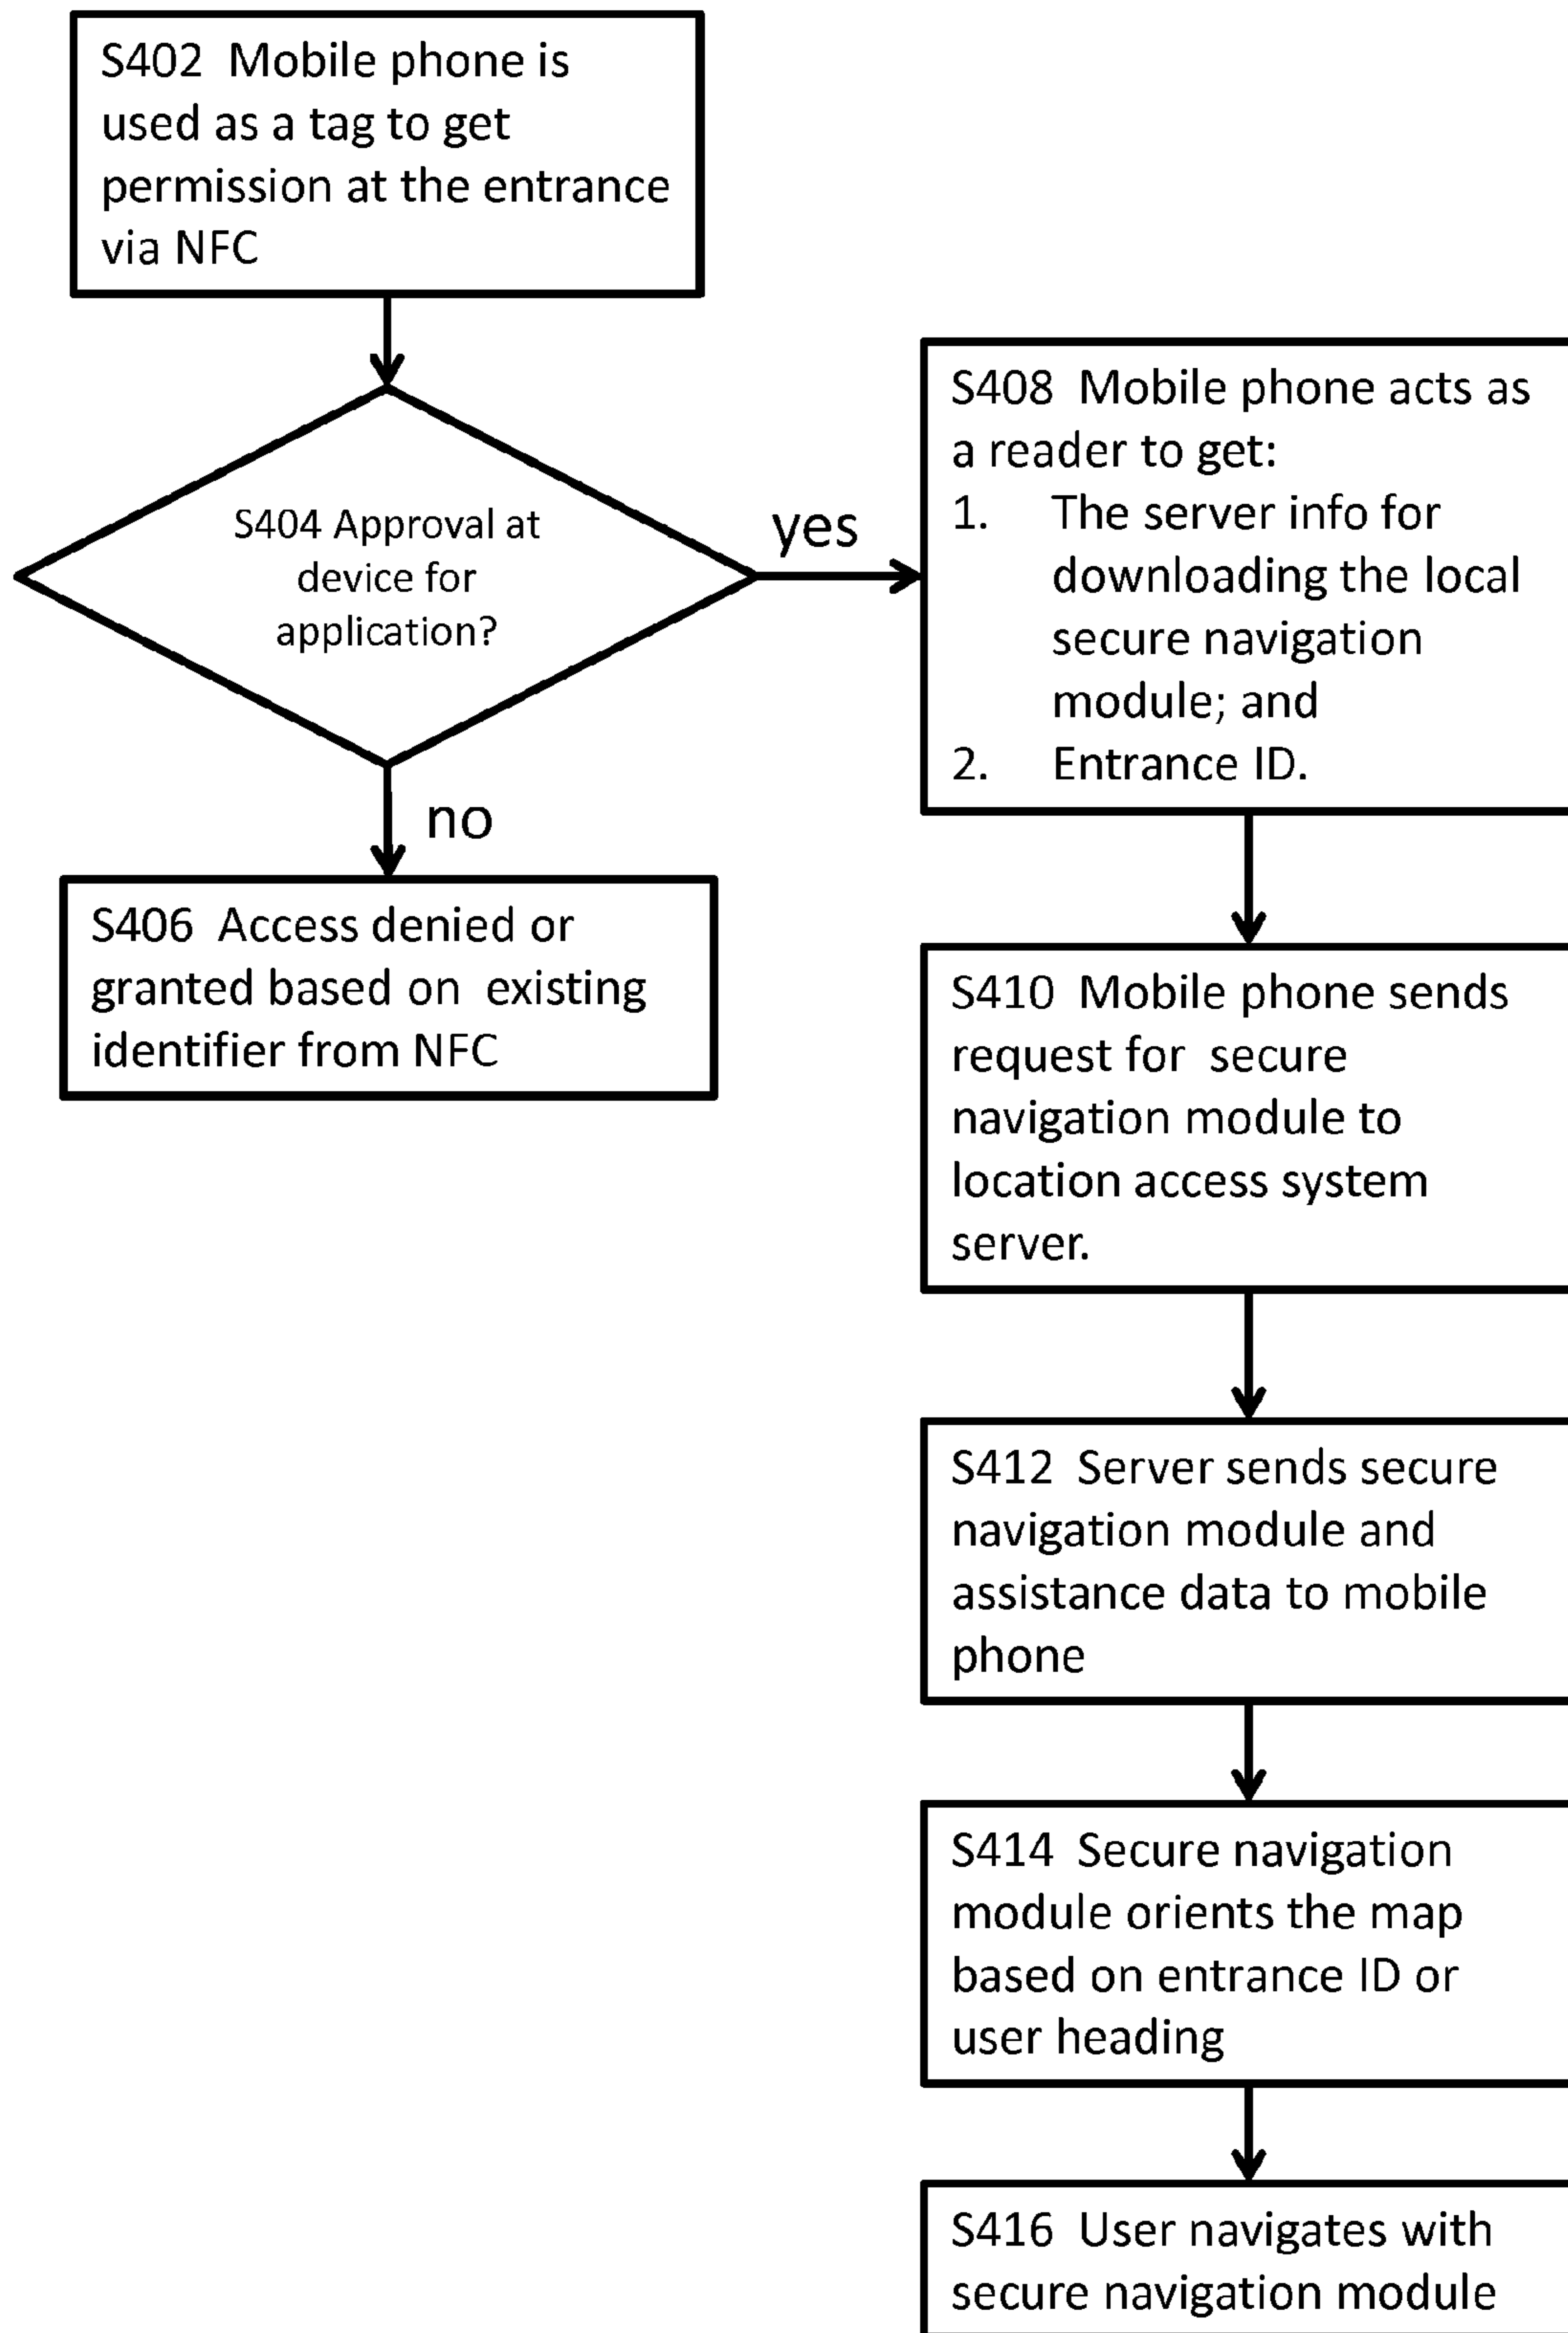 S402 Mobile phone is
used as a tag to get
permission at the entrance
via NFC
S404 Approval at
device for
application?
yes
no
S406 Access denied or
granted based on existing
identifier from NFC
S408 Mobile phone acts as
a reader to get:
1. The server info for
downloading the local
secure navigation
module; and
2. Entrance ID.
S410 Mobile phone sends
request for secure
navigation module to
location access system
server.
S412 Server sends secure
navigation module and
assistance data to mobile
phone
S414 Secure navigation
module orients the map
based on entrance ID or
user heading
S416 User navigates with
secure navigation module